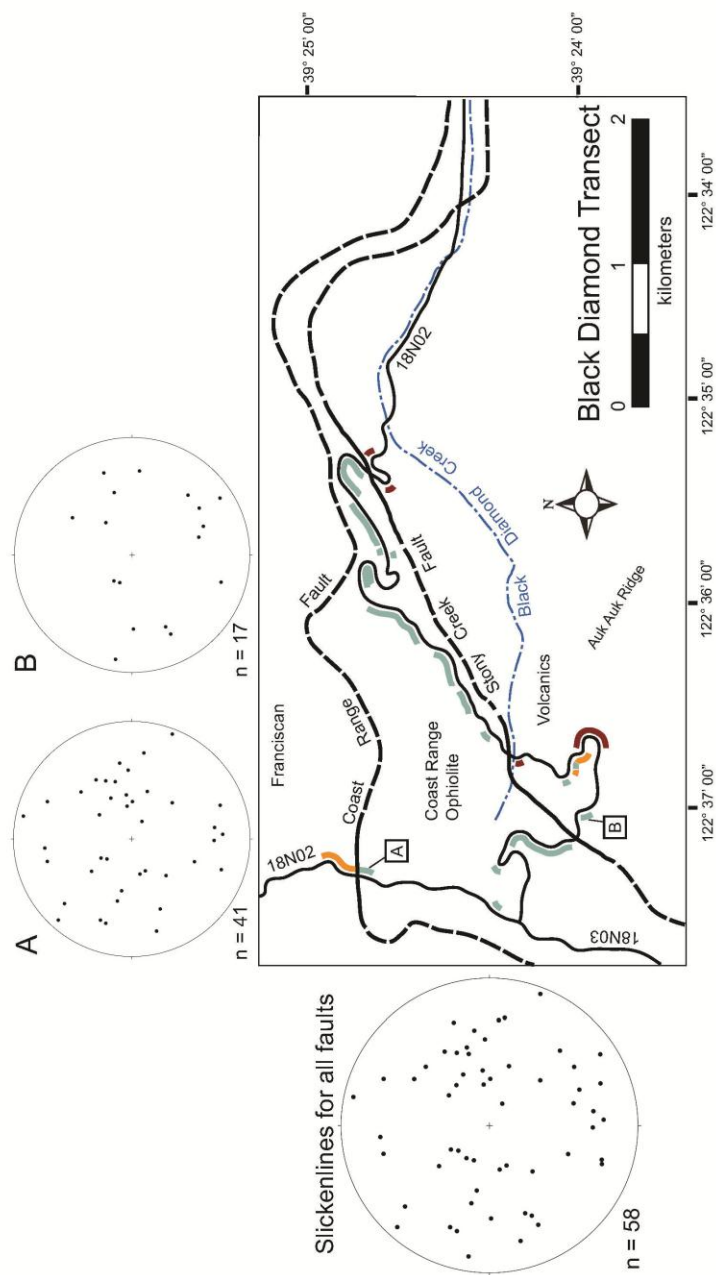 Slickenlines for all faults
n = 58
A
n = 41
B
n = 17
39° 25' 00"
39° 24' 00"
122° 37' 00"
122° 36' 00"
122° 35' 00"
122° 34' 00"
Franciscan
Coast Range Fault
Coast Range
Ophiolite
Stony Creek Fault
Volcanics
Black Diamond Creek
Auk Auk Ridge
18N02
18N02
18N03
A
B
N
Black Diamond Transect
0 1 2
kilometers